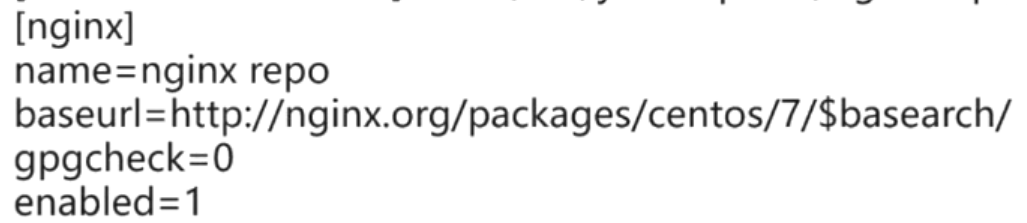 [nginx]
name=nginx repo
baseurl=http://nginx.org/packages/centos/7/$basearch/
gpgcheck=0
enabled=1